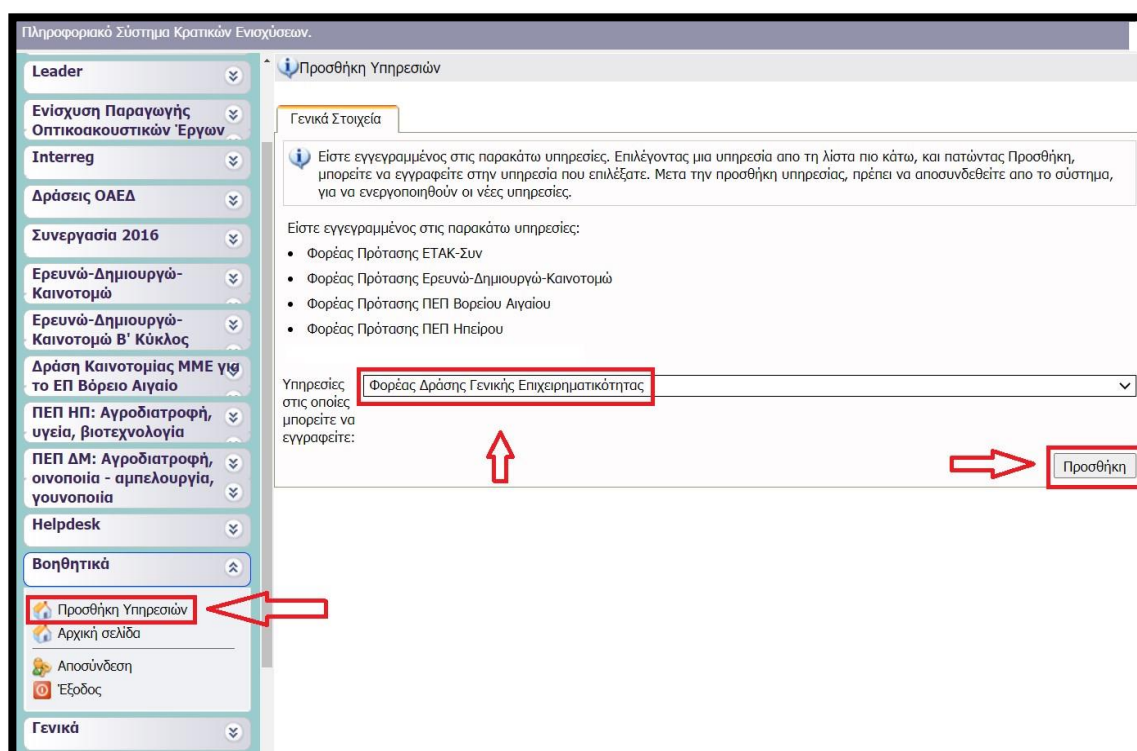 Πληροφοριακό Σύστημα Κρατικών Ενισχύσεων.
Leader
Ενίσχυση Παραγωγής
Οπτικοακουστικών Έργων
Interreg
Δράσεις ΟΑΕΔ
Συνεργασία 2016
Ερευνώ-Δημιουργώ-
Καινοτομώ
Ερευνώ-Δημιουργώ-
Καινοτομώ Β' Κύκλος
Δράση Καινοτομίας ΜΜΕ για
το ΕΠ Βόρειο Αιγαίο
ΠΕΠ ΗΠ: Αγροδιατροφή,
υγεία, βιοτεχνολογία
ΠΕΠ ΔΜ: Αγροδιατροφή,
οινοποιία - αμπελουργία,
γουνοποιία
Helpdesk
Βοηθητικά
Προσθήκη Υπηρεσιών
Αρχική σελίδα
Αποσύνδεση
Έξοδος
Γενικά
Προσθήκη Υπηρεσιών
Γενικά Στοιχεία
Είστε εγγεγραμμένος στις παρακάτω υπηρεσίες. Επιλέγοντας μια υπηρεσία απο τη λίστα πιο κάτω, και πατώντας Προσθήκη,
μπορείτε να εγγραφείτε στην υπηρεσία που επιλέξατε. Μετα την προσθήκη υπηρεσίας, πρέπει να αποσυνδεθείτε απο το σύστημα,
για να ενεργοποιηθούν οι νέες υπηρεσίες.
Είστε εγγεγραμμένος στις παρακάτω υπηρεσίες:
• Φορέας Πρότασης ΕΤΑΚ-Συν
• Φορέας Πρότασης Ερευνώ-Δημιουργώ-Καινοτομώ
• Φορέας Πρότασης ΠΕΠ Βορείου Αιγαίου
• Φορέας Πρότασης ΠΕΠ Ηπείρου
Υπηρεσίες
στις οποίες
μπορείτε να
εγγραφείτε:
Φορέας Δράσης Γενικής Επιχειρηματικότητας
Προσθήκη